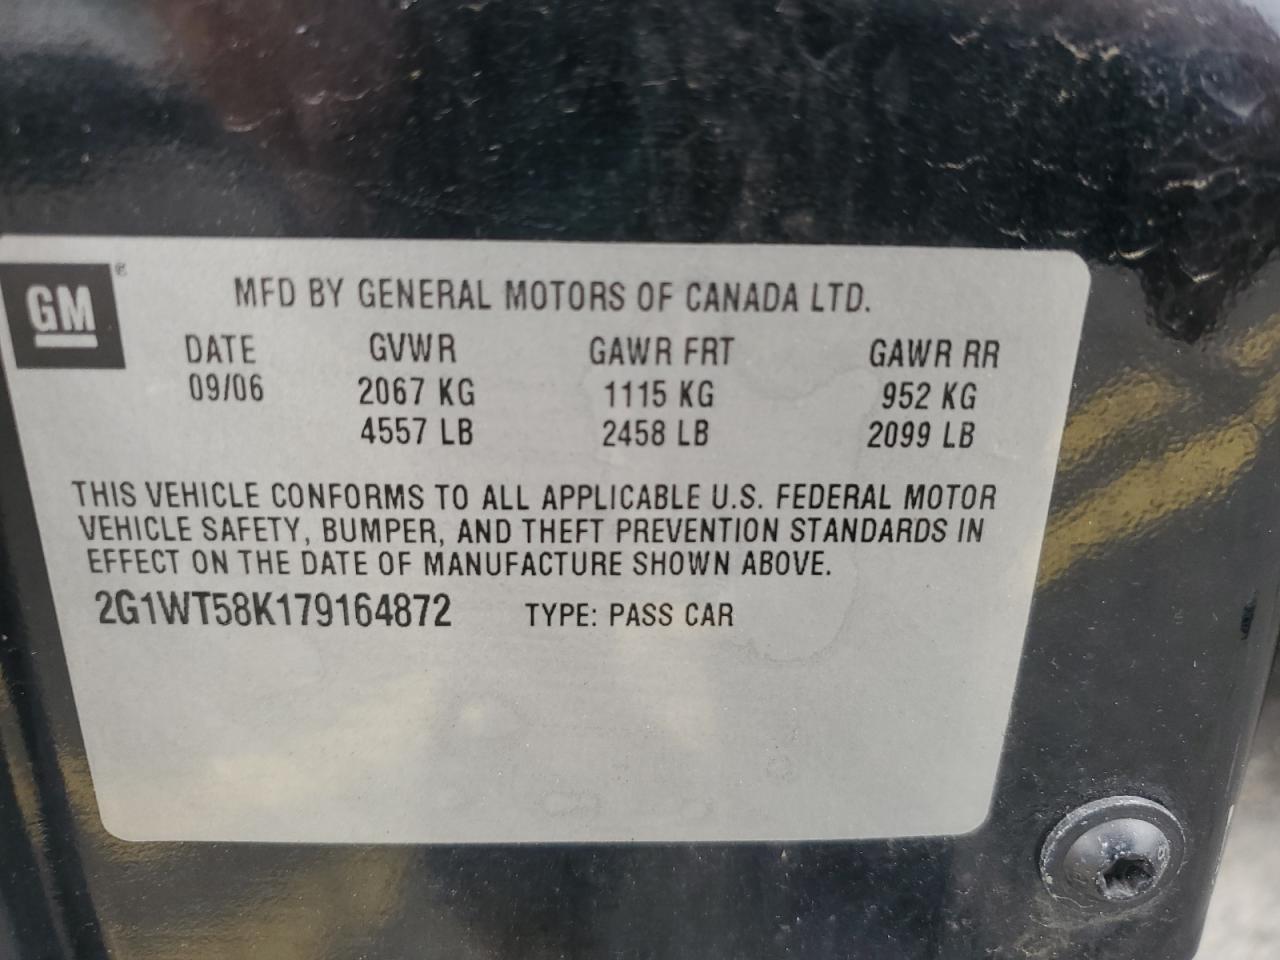 GM®
MFD BY GENERAL MOTORS OF CANADA LTD.
DATE GVWR GAWR FRT GAWR RR
09/06 2067 KG 1115 KG 952 KG
4557 LB 2458 LB 2099 LB
THIS VEHICLE CONFORMS TO ALL APPLICABLE U.S. FEDERAL MOTOR
VEHICLE SAFETY, BUMPER, AND THEFT PREVENTION STANDARDS IN
EFFECT ON THE DATE OF MANUFACTURE SHOWN ABOVE.
2G1WT58K179164872 TYPE: PASS CAR